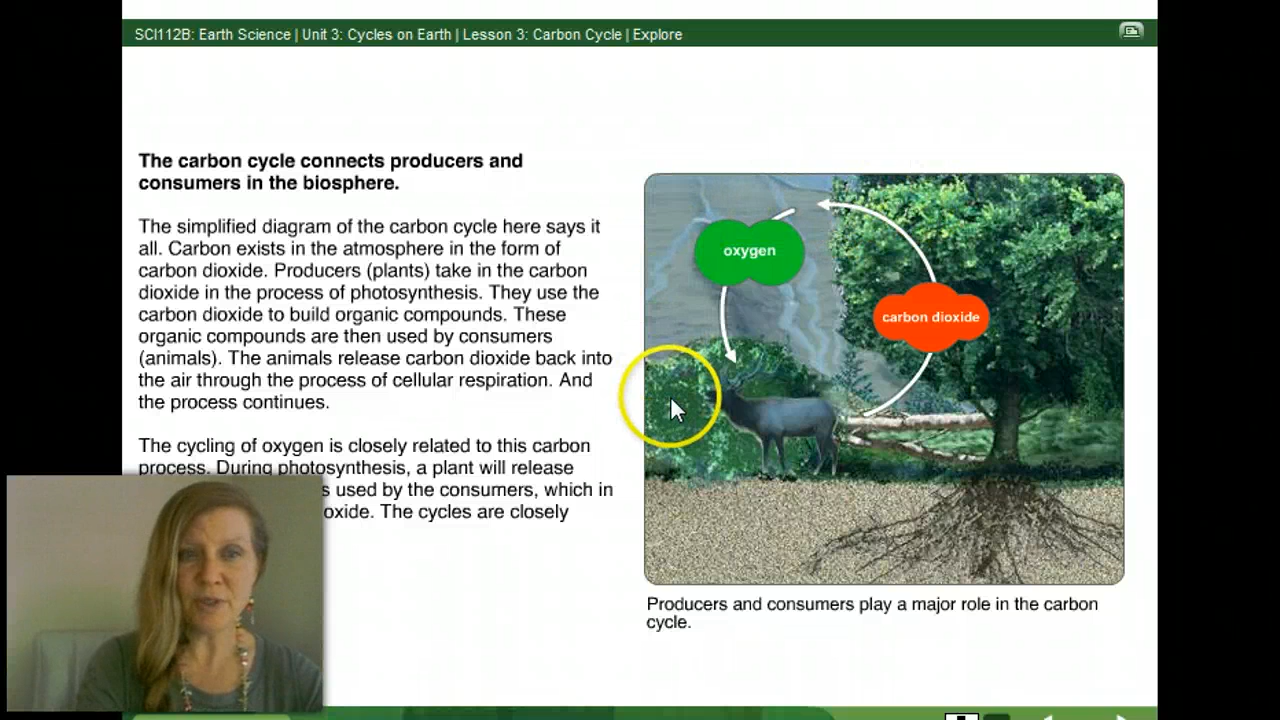 SCI112B: Earth Science | Unit 3: Cycles on Earth | Lesson 3: Carbon Cycle | Explore
The carbon cycle connects producers and
consumers in the biosphere.
The simplified diagram of the carbon cycle here says it
all. Carbon exists in the atmosphere in the form of
carbon dioxide. Producers (plants) take in the carbon
dioxide in the process of photosynthesis. They use the
carbon dioxide to build organic compounds. These
organic compounds are then used by consumers
(animals). The animals release carbon dioxide back into
the air through the process of cellular respiration. And
the process continues.
The cycling of oxygen is closely related to this carbon
process. During photosynthesis, a plant will release
used by the consumers, which in
The cycles are closely
oxygen
carbon dioxide
Producers and consumers play a major role in the carbon
cycle.